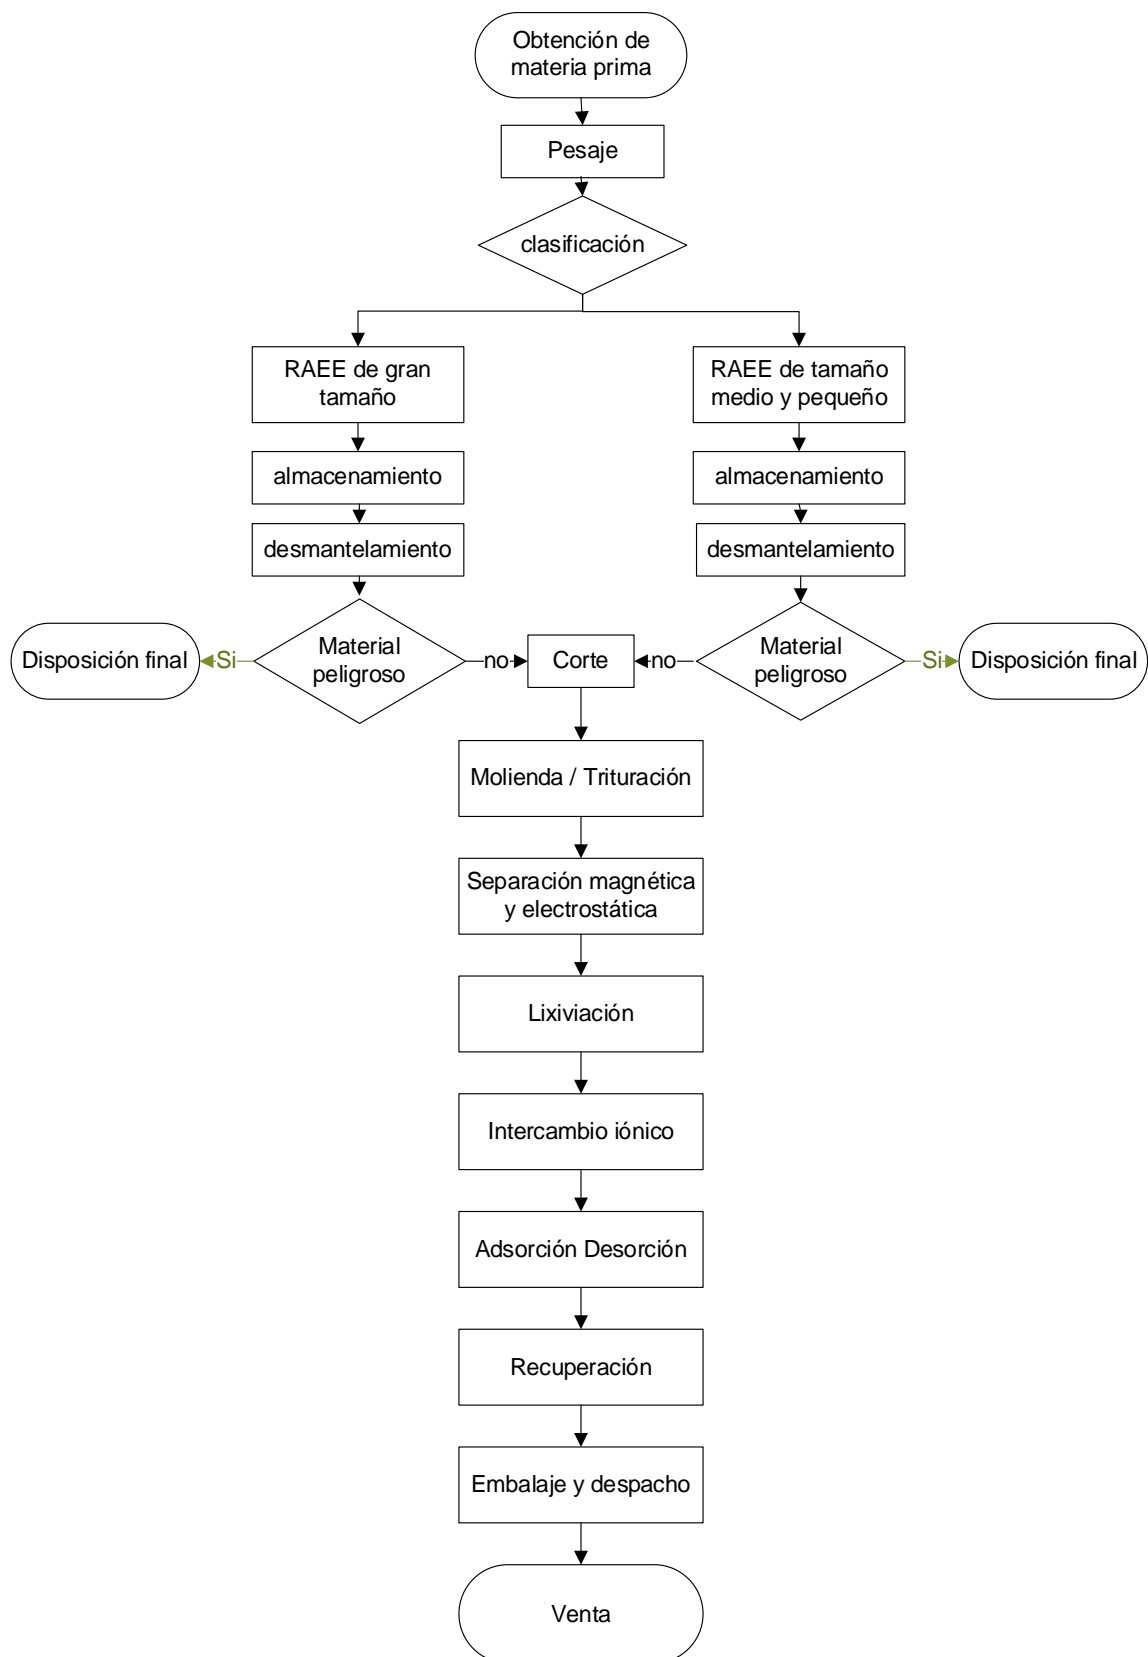 Obtención de
materia prima
Pesaje
clasificación
RAEE de gran
tamaño
RAEE de tamaño
medio y pequeño
almacenamiento
almacenamiento
desmantelamiento
desmantelamiento
Disposición final
Si
Material
peligroso
no
Corte
no
Material
peligroso
Si
Disposición final
Molienda / Trituración
Separación magnética
y electrostática
Lixiviación
Intercambio iónico
Adsorción Desorción
Recuperación
Embalaje y despacho
Venta